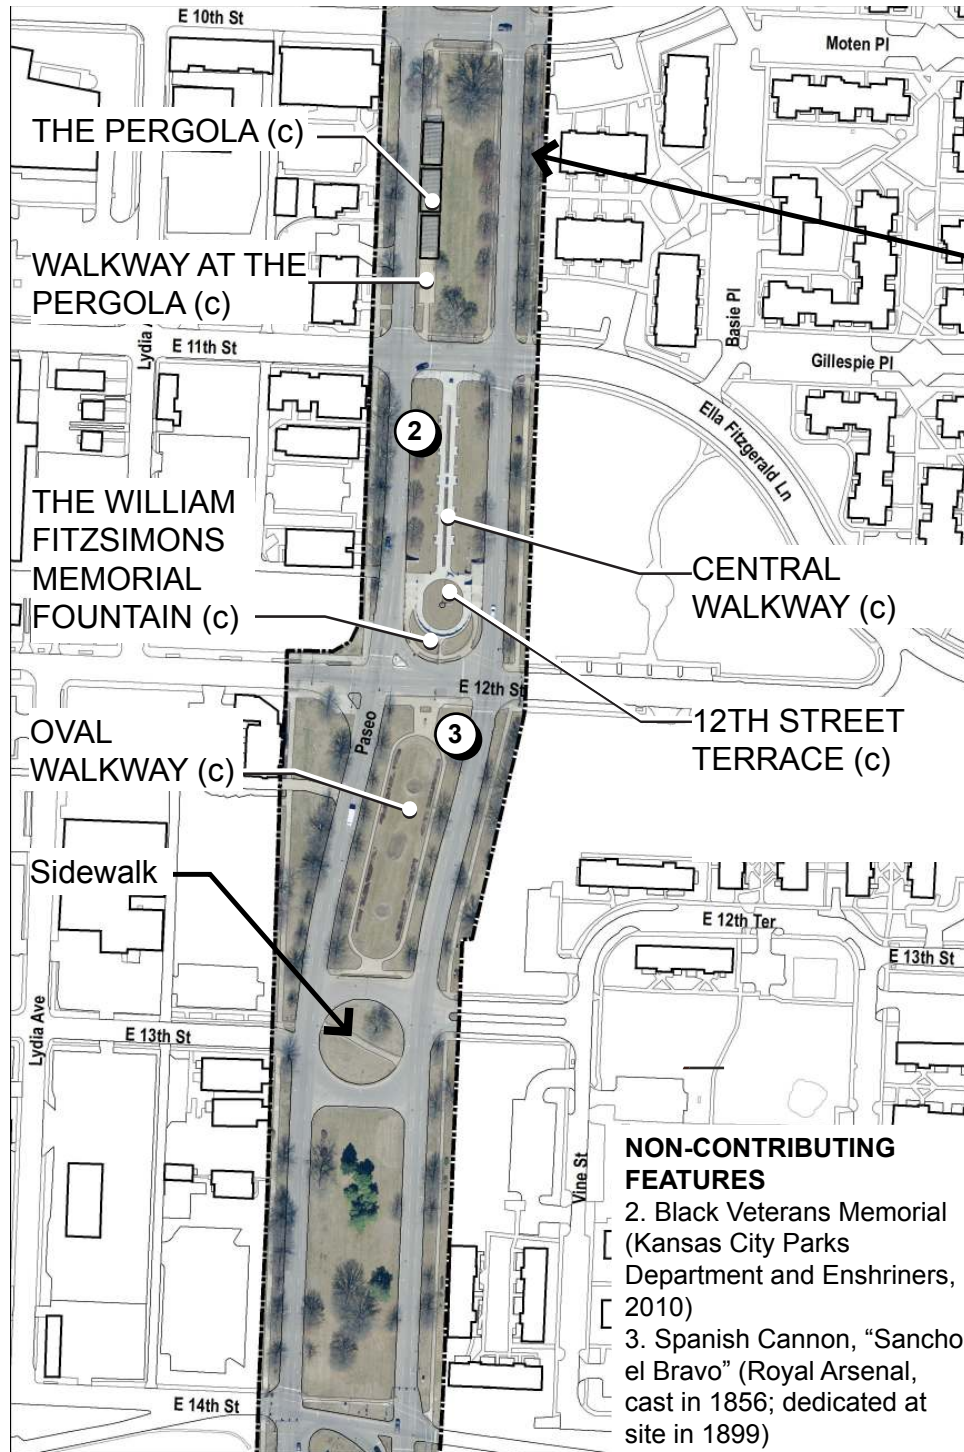 E 10th St
Moten Pl
THE PERGOLA (c)
WALKWAY AT THE
PERGOLA (c)
Basie Pl
Lydia
E 11th St
Gillespie Pl
Ella Fitzgerald Ln
2
THE WILLIAM
FITZSIMONS
MEMORIAL
FOUNTAIN (c)
CENTRAL
WALKWAY (c)
E 12th St
12TH STREET
TERRACE (c)
Paseo
3
OVAL
WALKWAY (c)
Sidewalk
E 12th Ter
E 13th St
Lydia Ave
E 13th St
Vine St
NON-CONTRIBUTING
FEATURES
2. Black Veterans Memorial
(Kansas City Parks
Department and Enshriners,
2010)
3. Spanish Cannon, “Sancho
el Bravo” (Royal Arsenal,
cast in 1856; dedicated at
site in 1899)
E 14th St